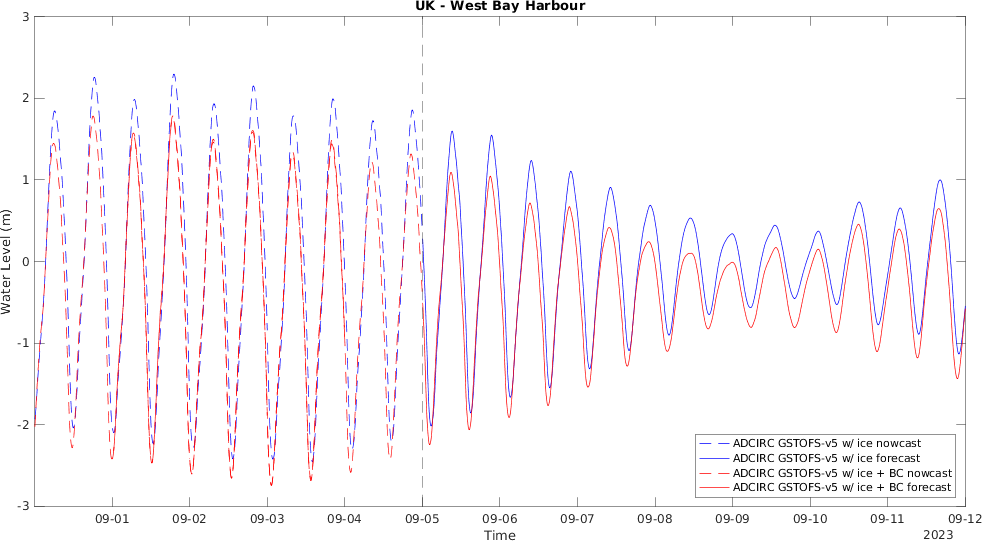 UK - West Bay Harbour
3
2
1
0
-1
-2
-3
Water Level (m)
09-01
09-02
09-03
09-04
09-05
09-06
09-07
09-08
09-09
09-10
09-11
09-12
Time
2023
ADCIRC GSTOFS-v5 w/ ice nowcast
ADCIRC GSTOFS-v5 w/ ice forecast
ADCIRC GSTOFS-v5 w/ ice + BC nowcast
ADCIRC GSTOFS-v5 w/ ice + BC forecast